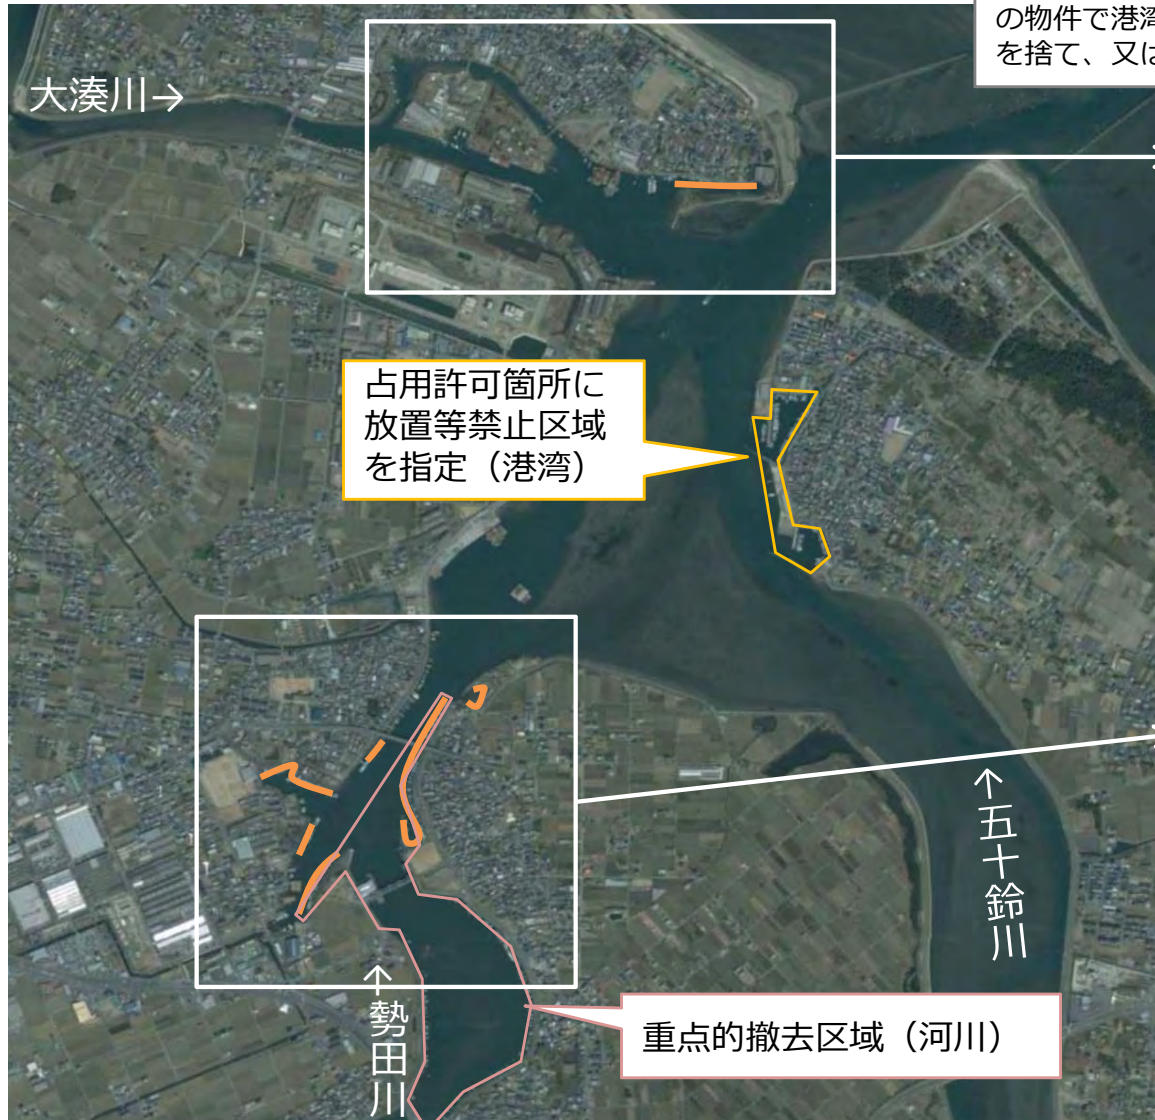 の物件で港湾
を捨て、又は
大湊川→
占用許可箇所に
放置等禁止区域
を指定（港湾）
↑五十鈴川
↑勢田川
重点的撤去区域（河川）